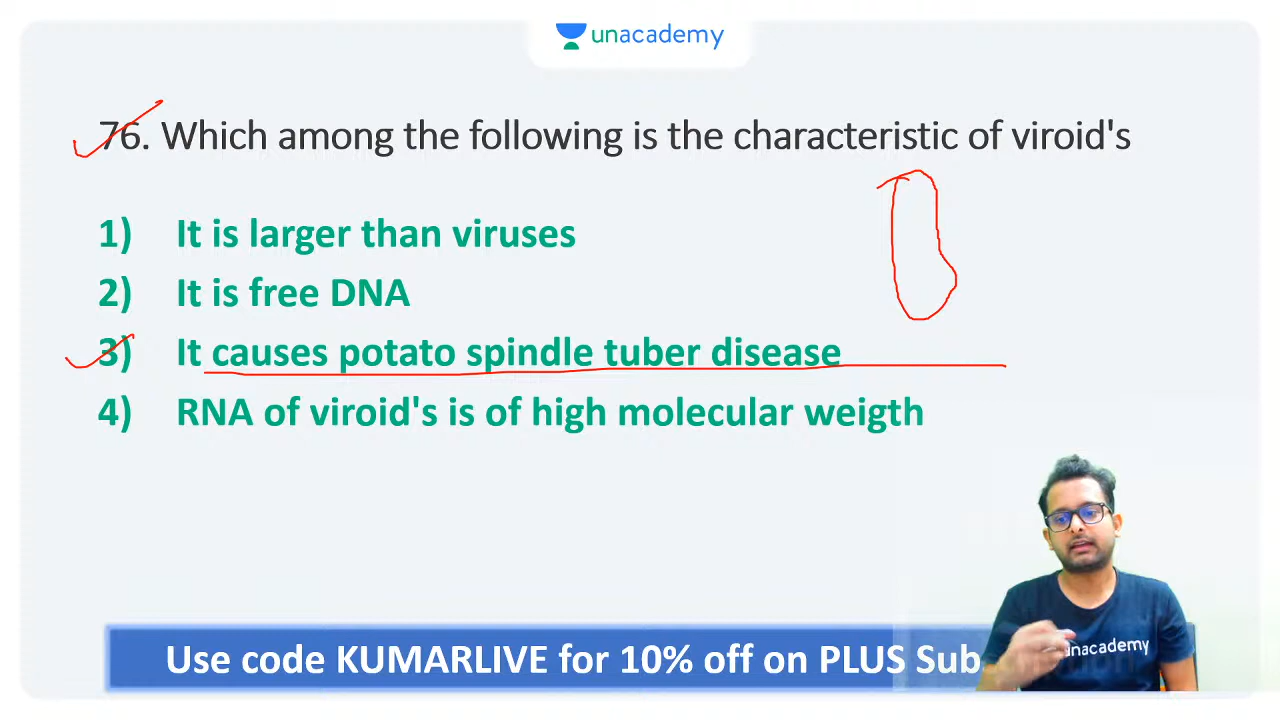 unacademy
76. Which among the following is the characteristic of viroid's
1) It is larger than viruses
2) It is free DNA
3) It causes potato spindle tuber disease
4) RNA of viroid's is of high molecular weigth
unacademy
Use code KUMARLIVE for 10% off on PLUS Sub